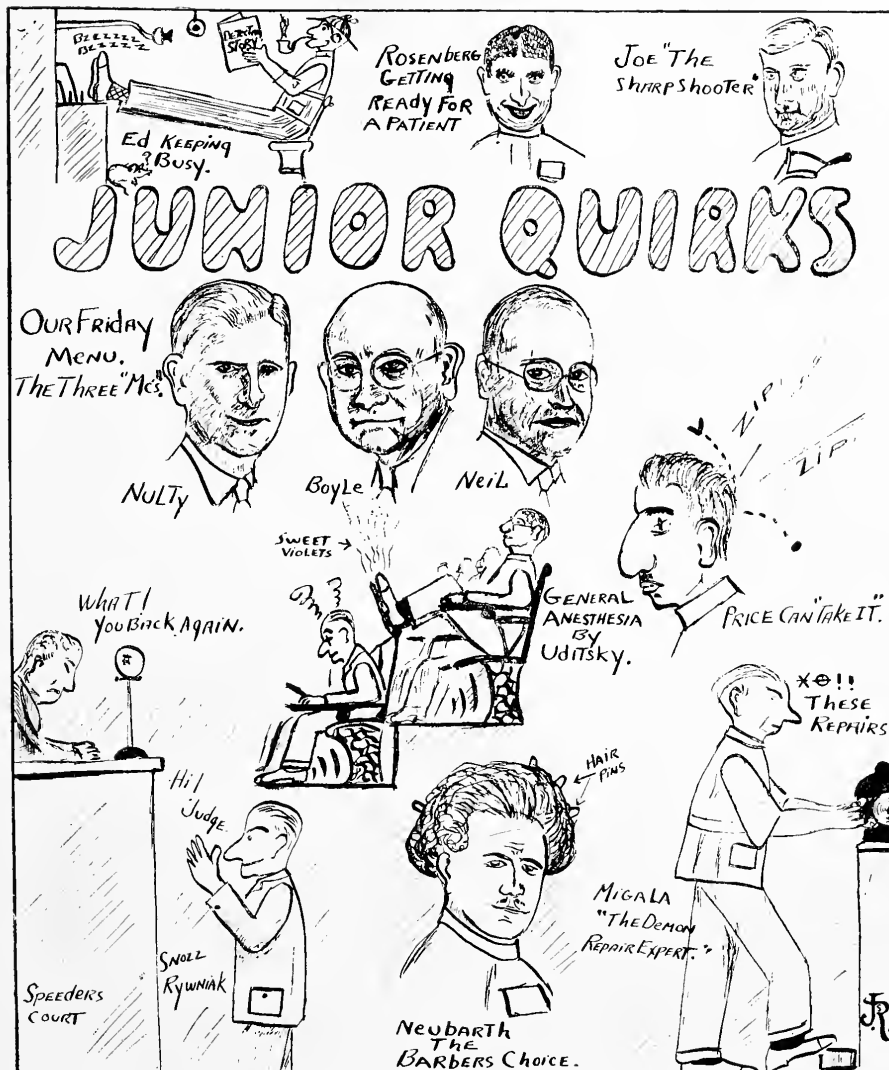 BZZZZZZ
BZZZZZ
DETECTIVE
STORY
ED KEEPING
BUSY.
?
ROSENBERG
GETTING
READY FOR
A PATIENT
JOE "THE
SHARPSHOOTER"
JUNIOR QUIRKS
OUR FRIDAY
MENU.
THE THREE "MC'S".
NULTY
BOYLE
NEIL
ZIP!
ZIP!
PRICE CAN "TAKE IT".
SWEET
VIOLETS
GENERAL
ANESTHESIA
BY
UDITSKY.
WHAT!
YOU BACK AGAIN.
HI!
JUDGE.
SNOZZ
RYWNIAK
SPEEDERS
COURT
HAIR
PINS
NEUBARTH
THE
BARBERS CHOICE.
*⊖!!
THESE
REPAIRS
MIGALA
"THE DEMON
REPAIR EXPERT."
J.R.